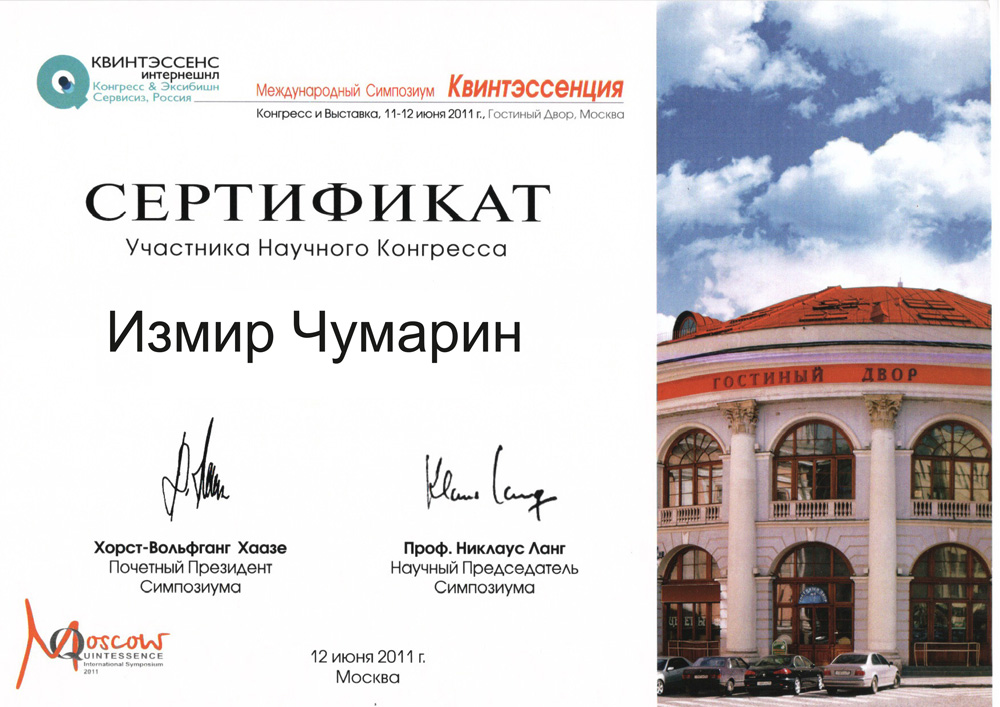 КВИНТЭССЕНС
интернешнл
Конгресс & Эксибишн
Сервисиз, Россия
Международный Симпозиум Квинтэссенция
Конгресс и Выставка, 11-12 июня 2011 г., Гостиный Двор, Москва
СЕРТИФИКАТ
Участника Научного Конгресса
Измир Чумарин
ГОСТИНЫЙ ДВОР
Klaus Lang
Хорст-Вольфганг Хаазе
Почетный Президент
Симпозиума
Проф. Никлаус Ланг
Научный Председатель
Симпозиума
Moscow
QUINTESSENCE
International Symposium
2011
12 июня 2011 г.
Москва